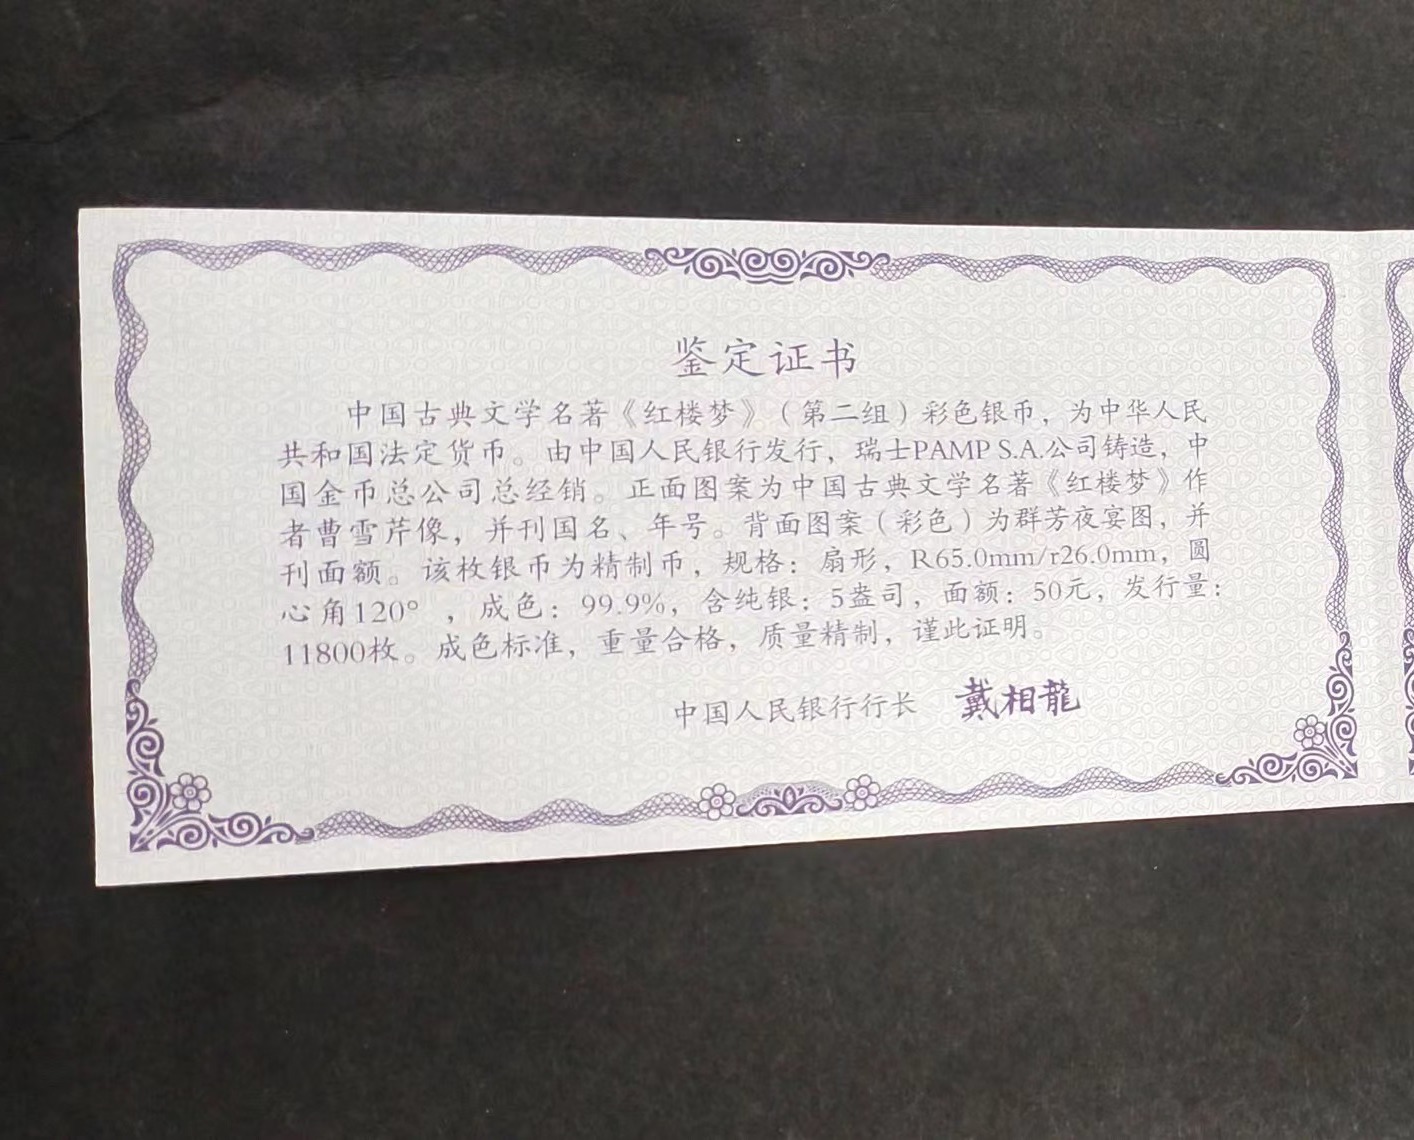 鉴定证书
中国古典文学名著《红楼梦》（第二组）彩色银币，为中华人民
共和国法定货币。由中国人民银行发行，瑞士PAMP S.A.公司铸造，中
国金币总公司总经销。正面图案为中国古典文学名著《红楼梦》作
者曹雪芹像，并刊国名、年号。背面图案（彩色）为群芳夜宴图，并
刊面额。该枚银币为精制币，规格：扇形，R65.0mm/r26.0mm，圆
心角120°，成色：99.9%，含纯银：5盎司，面额：50元，发行量：
11800枚。成色标准，重量合格，质量精制，谨此证明。
中国人民银行行长 戴相龍